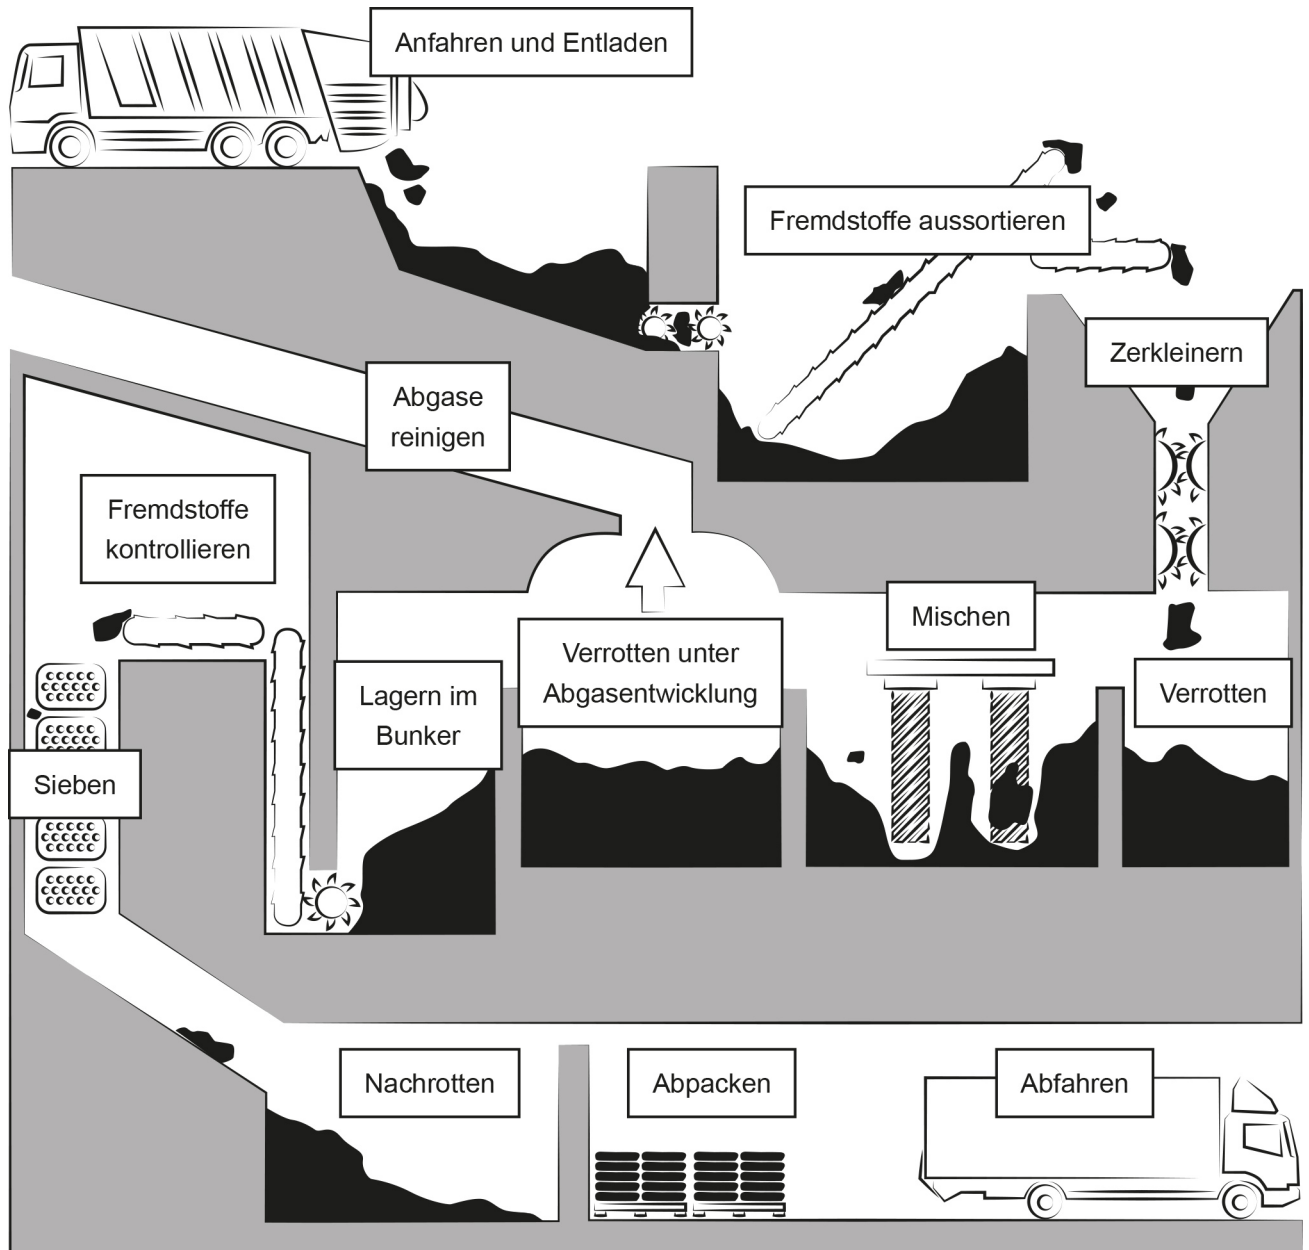 Anfahren und Entladen
Fremdstoffe aussortieren
Zerkleinern
Abgase
reinigen
Fremdstoffe
kontrollieren
Mischen
Verrotten unter
Abgasentwicklung
Lagern im
Bunker
Verrotten
Sieben
Nachrotten
Abpacken
Abfahren